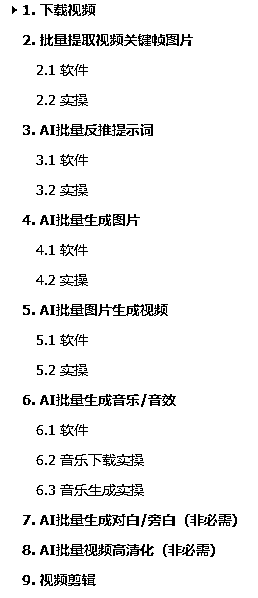 1. 下载视频
2. 批量提取视频关键帧图片
2.1 软件
2.2 实操
3. AI批量反推提示词
3.1 软件
3.2 实操
4. AI批量生成图片
4.1 软件
4.2 实操
5. AI批量图片生成视频
5.1 软件
5.2 实操
6. AI批量生成音乐/音效
6.1 软件
6.2 音乐下载实操
6.3 音乐生成实操
7. AI批量生成对白/旁白（非必需）
8. AI批量视频高清化（非必需）
9. 视频剪辑